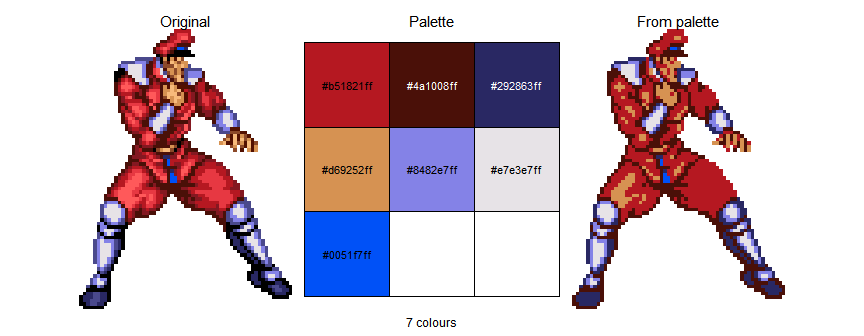 Original
Palette
From palette
#b51821ff
#4a1008ff
#292863ff
#d69252ff
#8482e7ff
#e7e3e7ff
#0051f7ff
7 colours